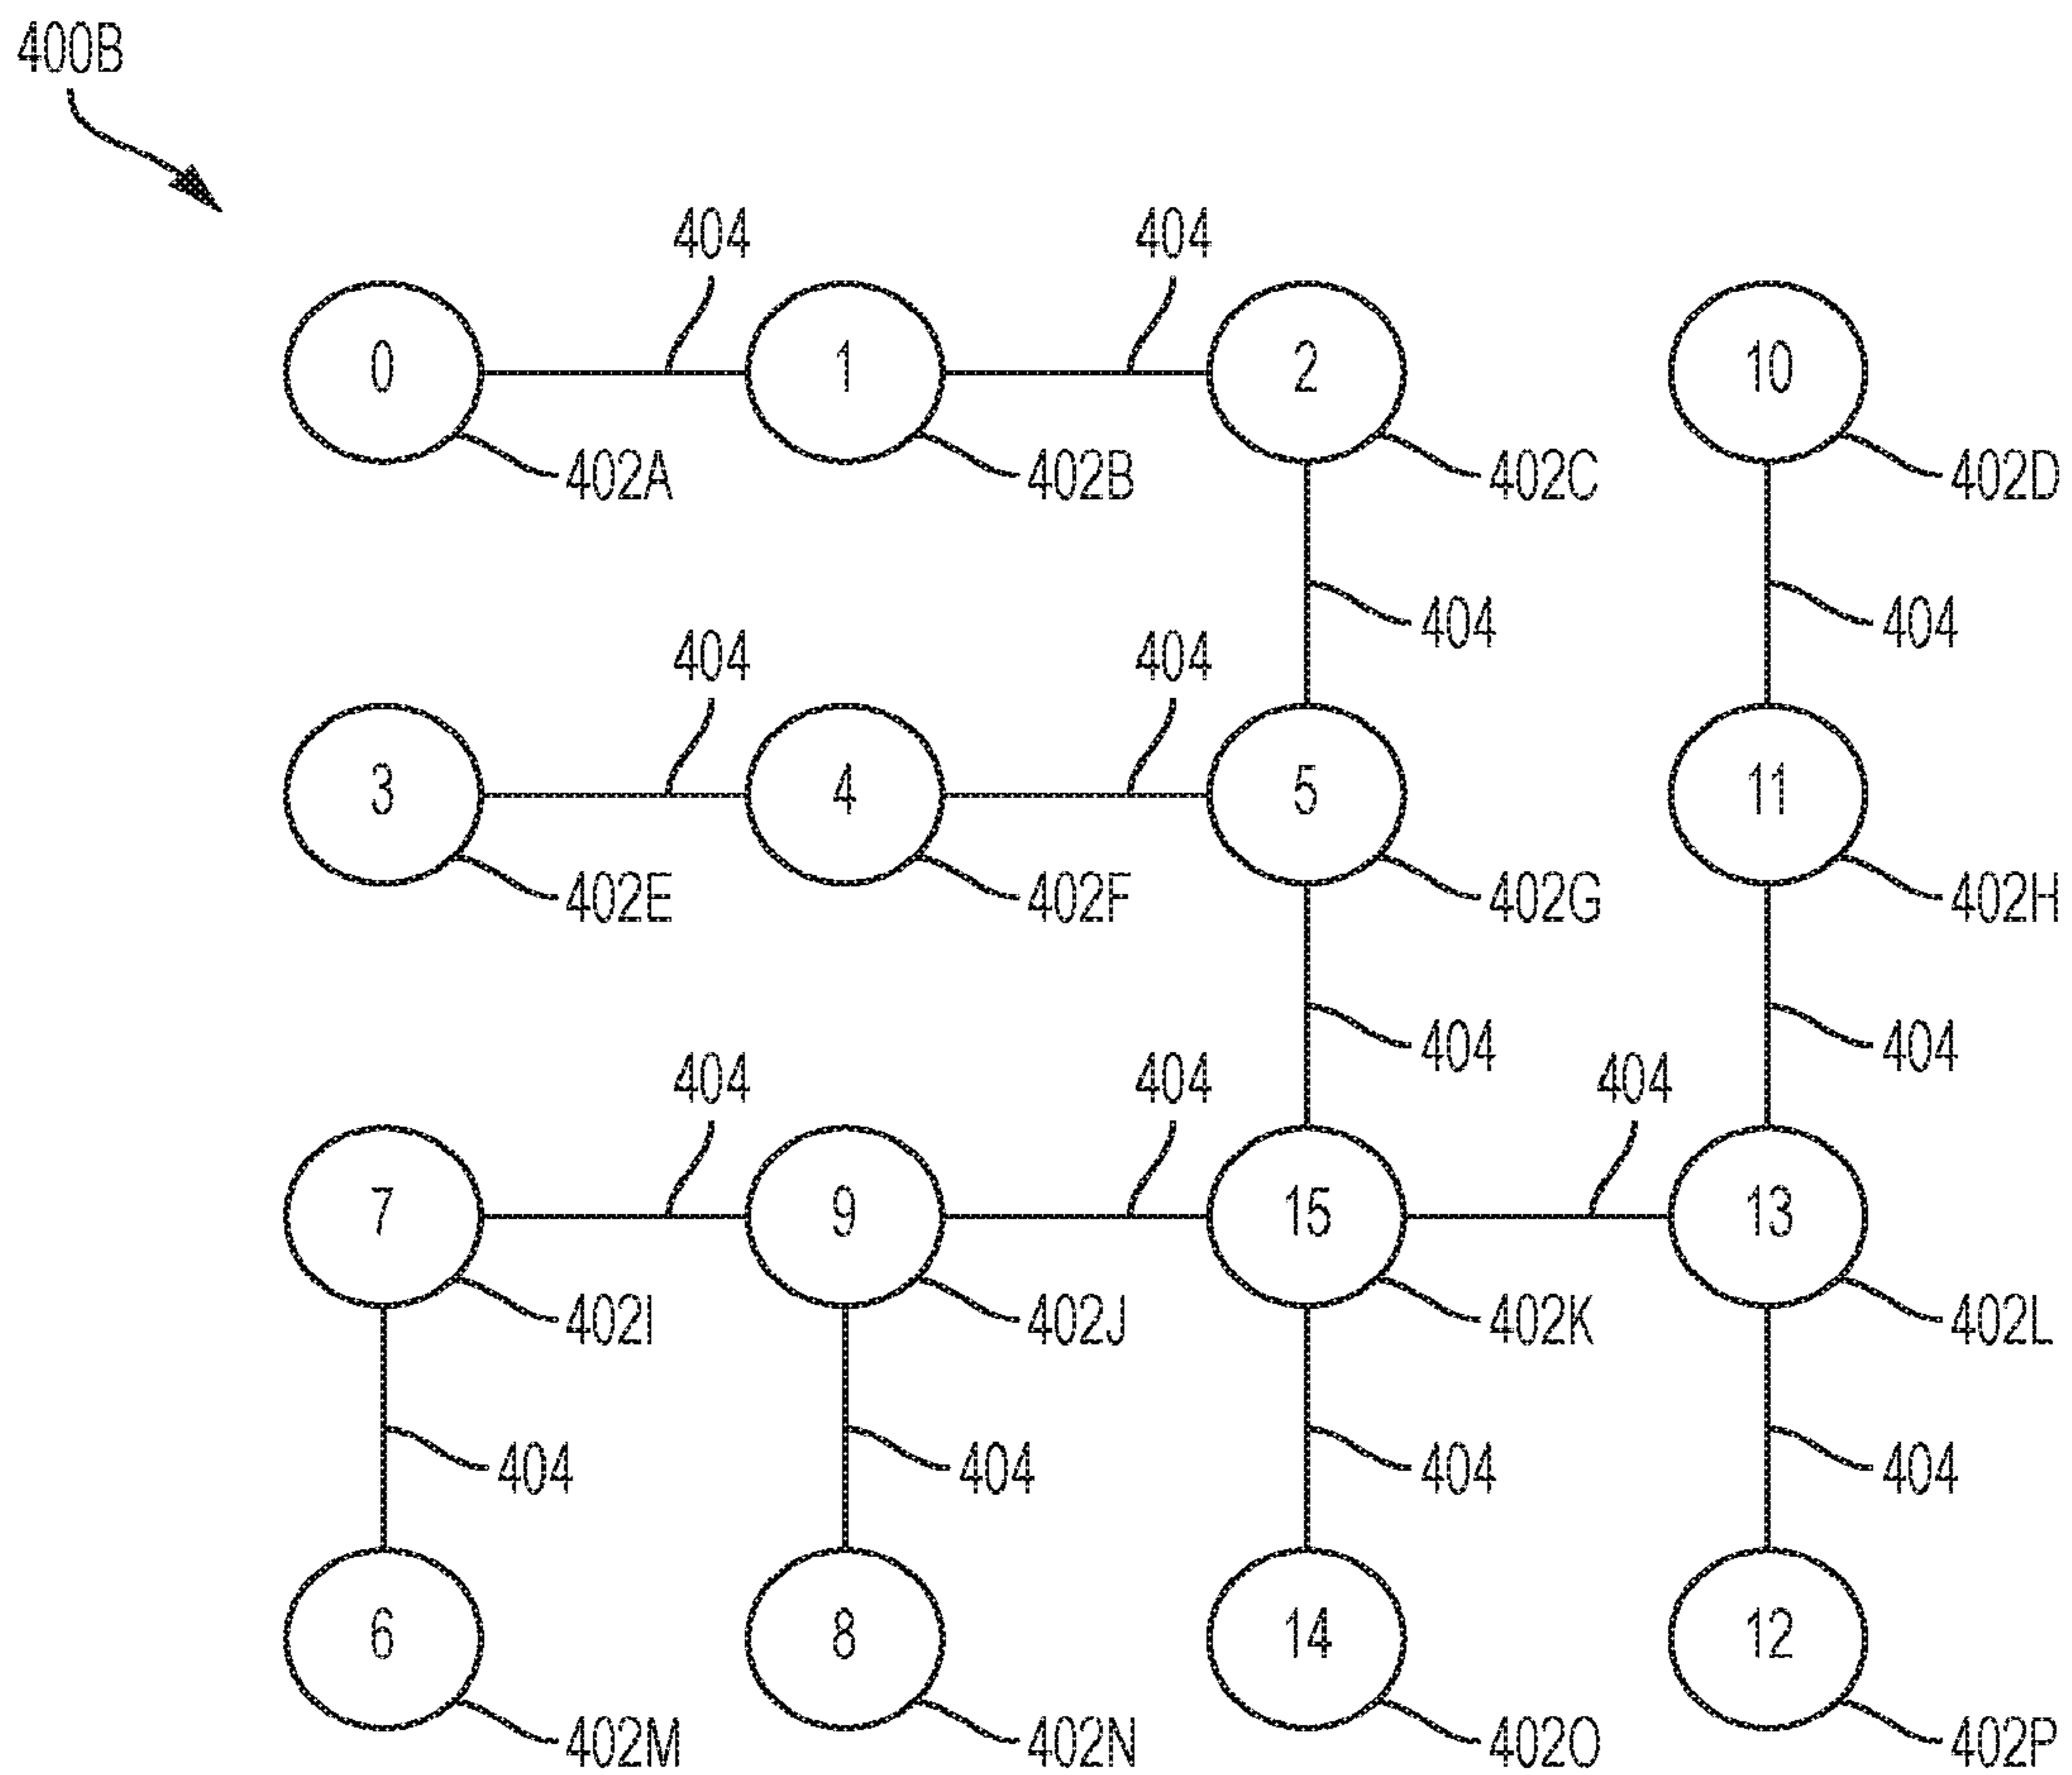 400B
404 404
0 1 2 10
402A 402B 402C 402D
404 404
404 404
3 4 5 11
402E 402F 402G 402H
404 404
404 404 404
7 9 15 13
402I 402J 402K 402L
404 404 404 404
6 8 14 12
402M 402N 402O 402P